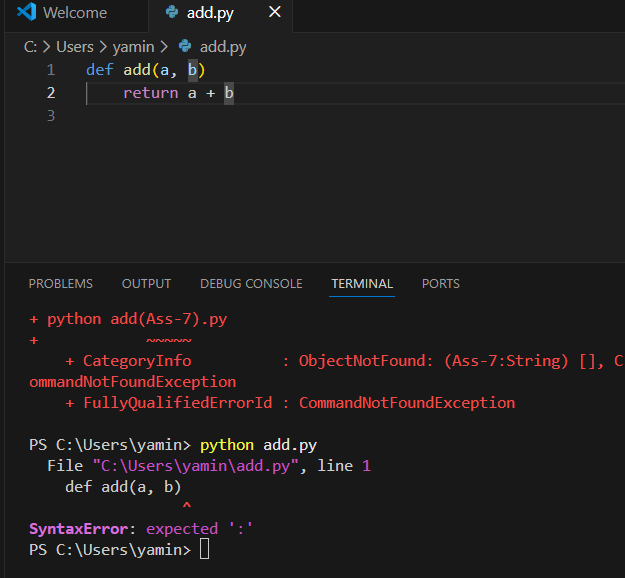 Welcome
add.py
C: > Users > yamin > add.py
1 def add(a, b)
2     return a + b
3
PROBLEMS OUTPUT DEBUG CONSOLE TERMINAL PORTS
+ python add(Ass-7).py
+            ~~~~~
    + CategoryInfo          : ObjectNotFound: (Ass-7:String) [], C
ommandNotFoundException
    + FullyQualifiedErrorId : CommandNotFoundException
PS C:\Users\yamin> python add.py
  File "C:\Users\yamin\add.py", line 1
    def add(a, b)
                 ^
SyntaxError: expected ':'
PS C:\Users\yamin>